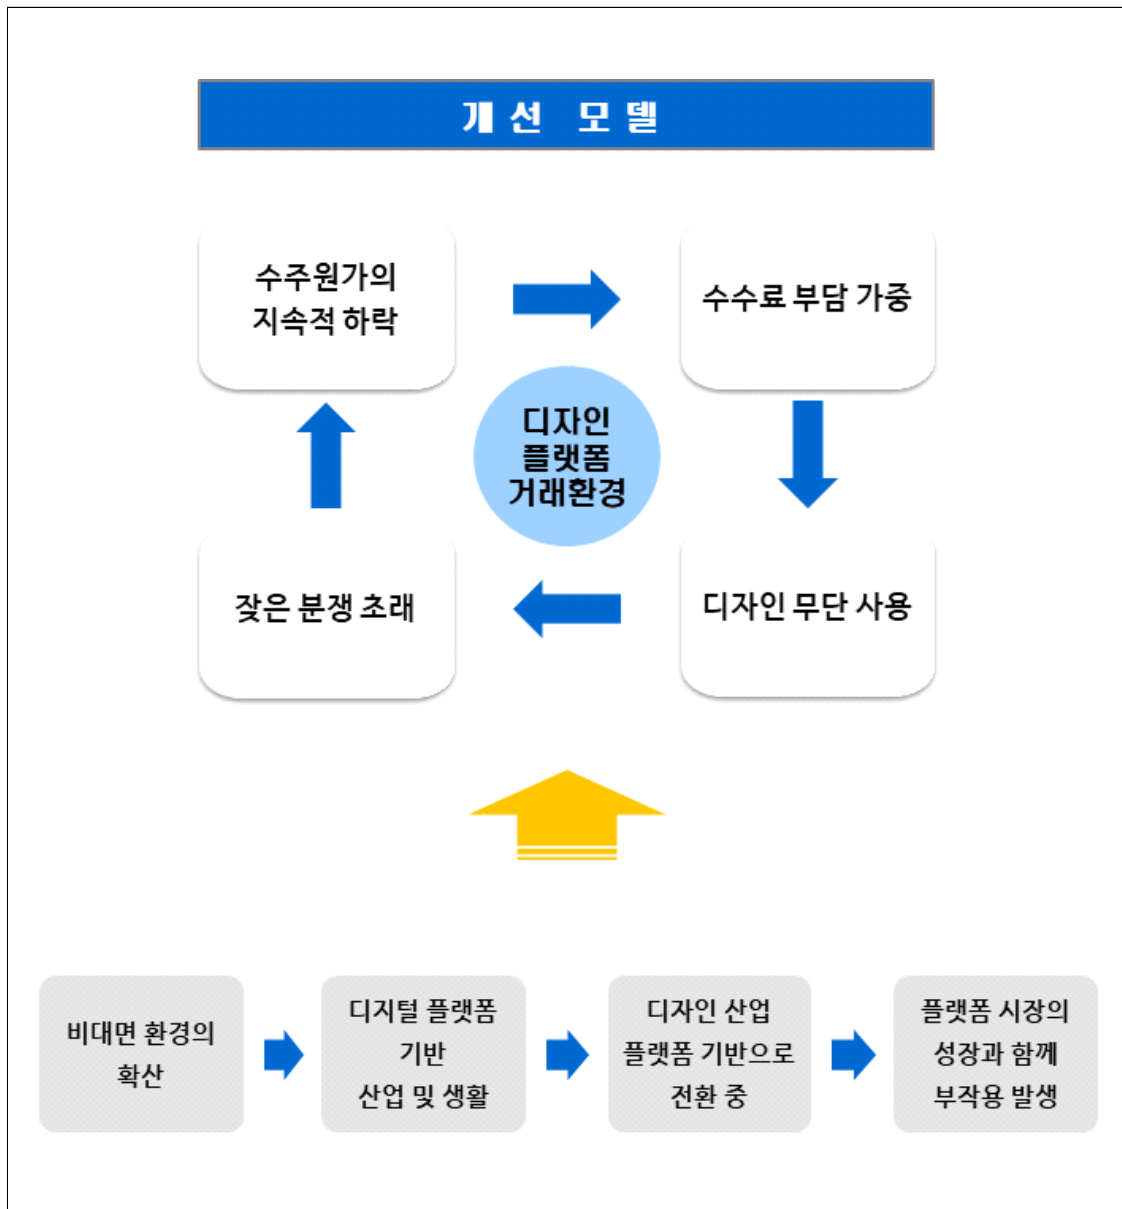 개선 모델
수주원가의
지속적 하락
수수료 부담 가중
디자인
플랫폼
거래환경
잦은 분쟁 초래
디자인 무단 사용
비대면 환경의
확산
디지털 플랫폼
기반
산업 및 생활
디자인 산업
플랫폼 기반으로
전환 중
플랫폼 시장의
성장과 함께
부작용 발생